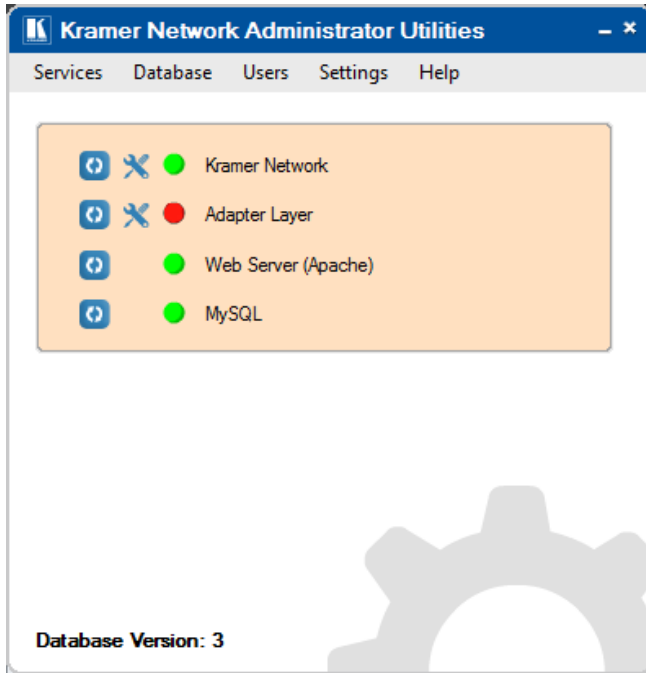 Kramer Network Administrator Utilities
Services Database Users Settings Help
Kramer Network
Adapter Layer
Web Server (Apache)
MySQL
Database Version: 3